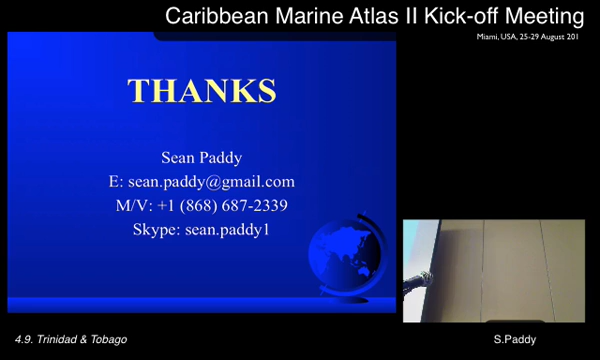 Caribbean Marine Atlas II Kick-off Meeting
Miami, USA, 25-29 August 201
THANKS
Sean Paddy
E: sean.paddy@gmail.com
M/V: +1 (868) 687-2339
Skype: sean.paddy1
4.9. Trinidad & Tobago
S.Paddy